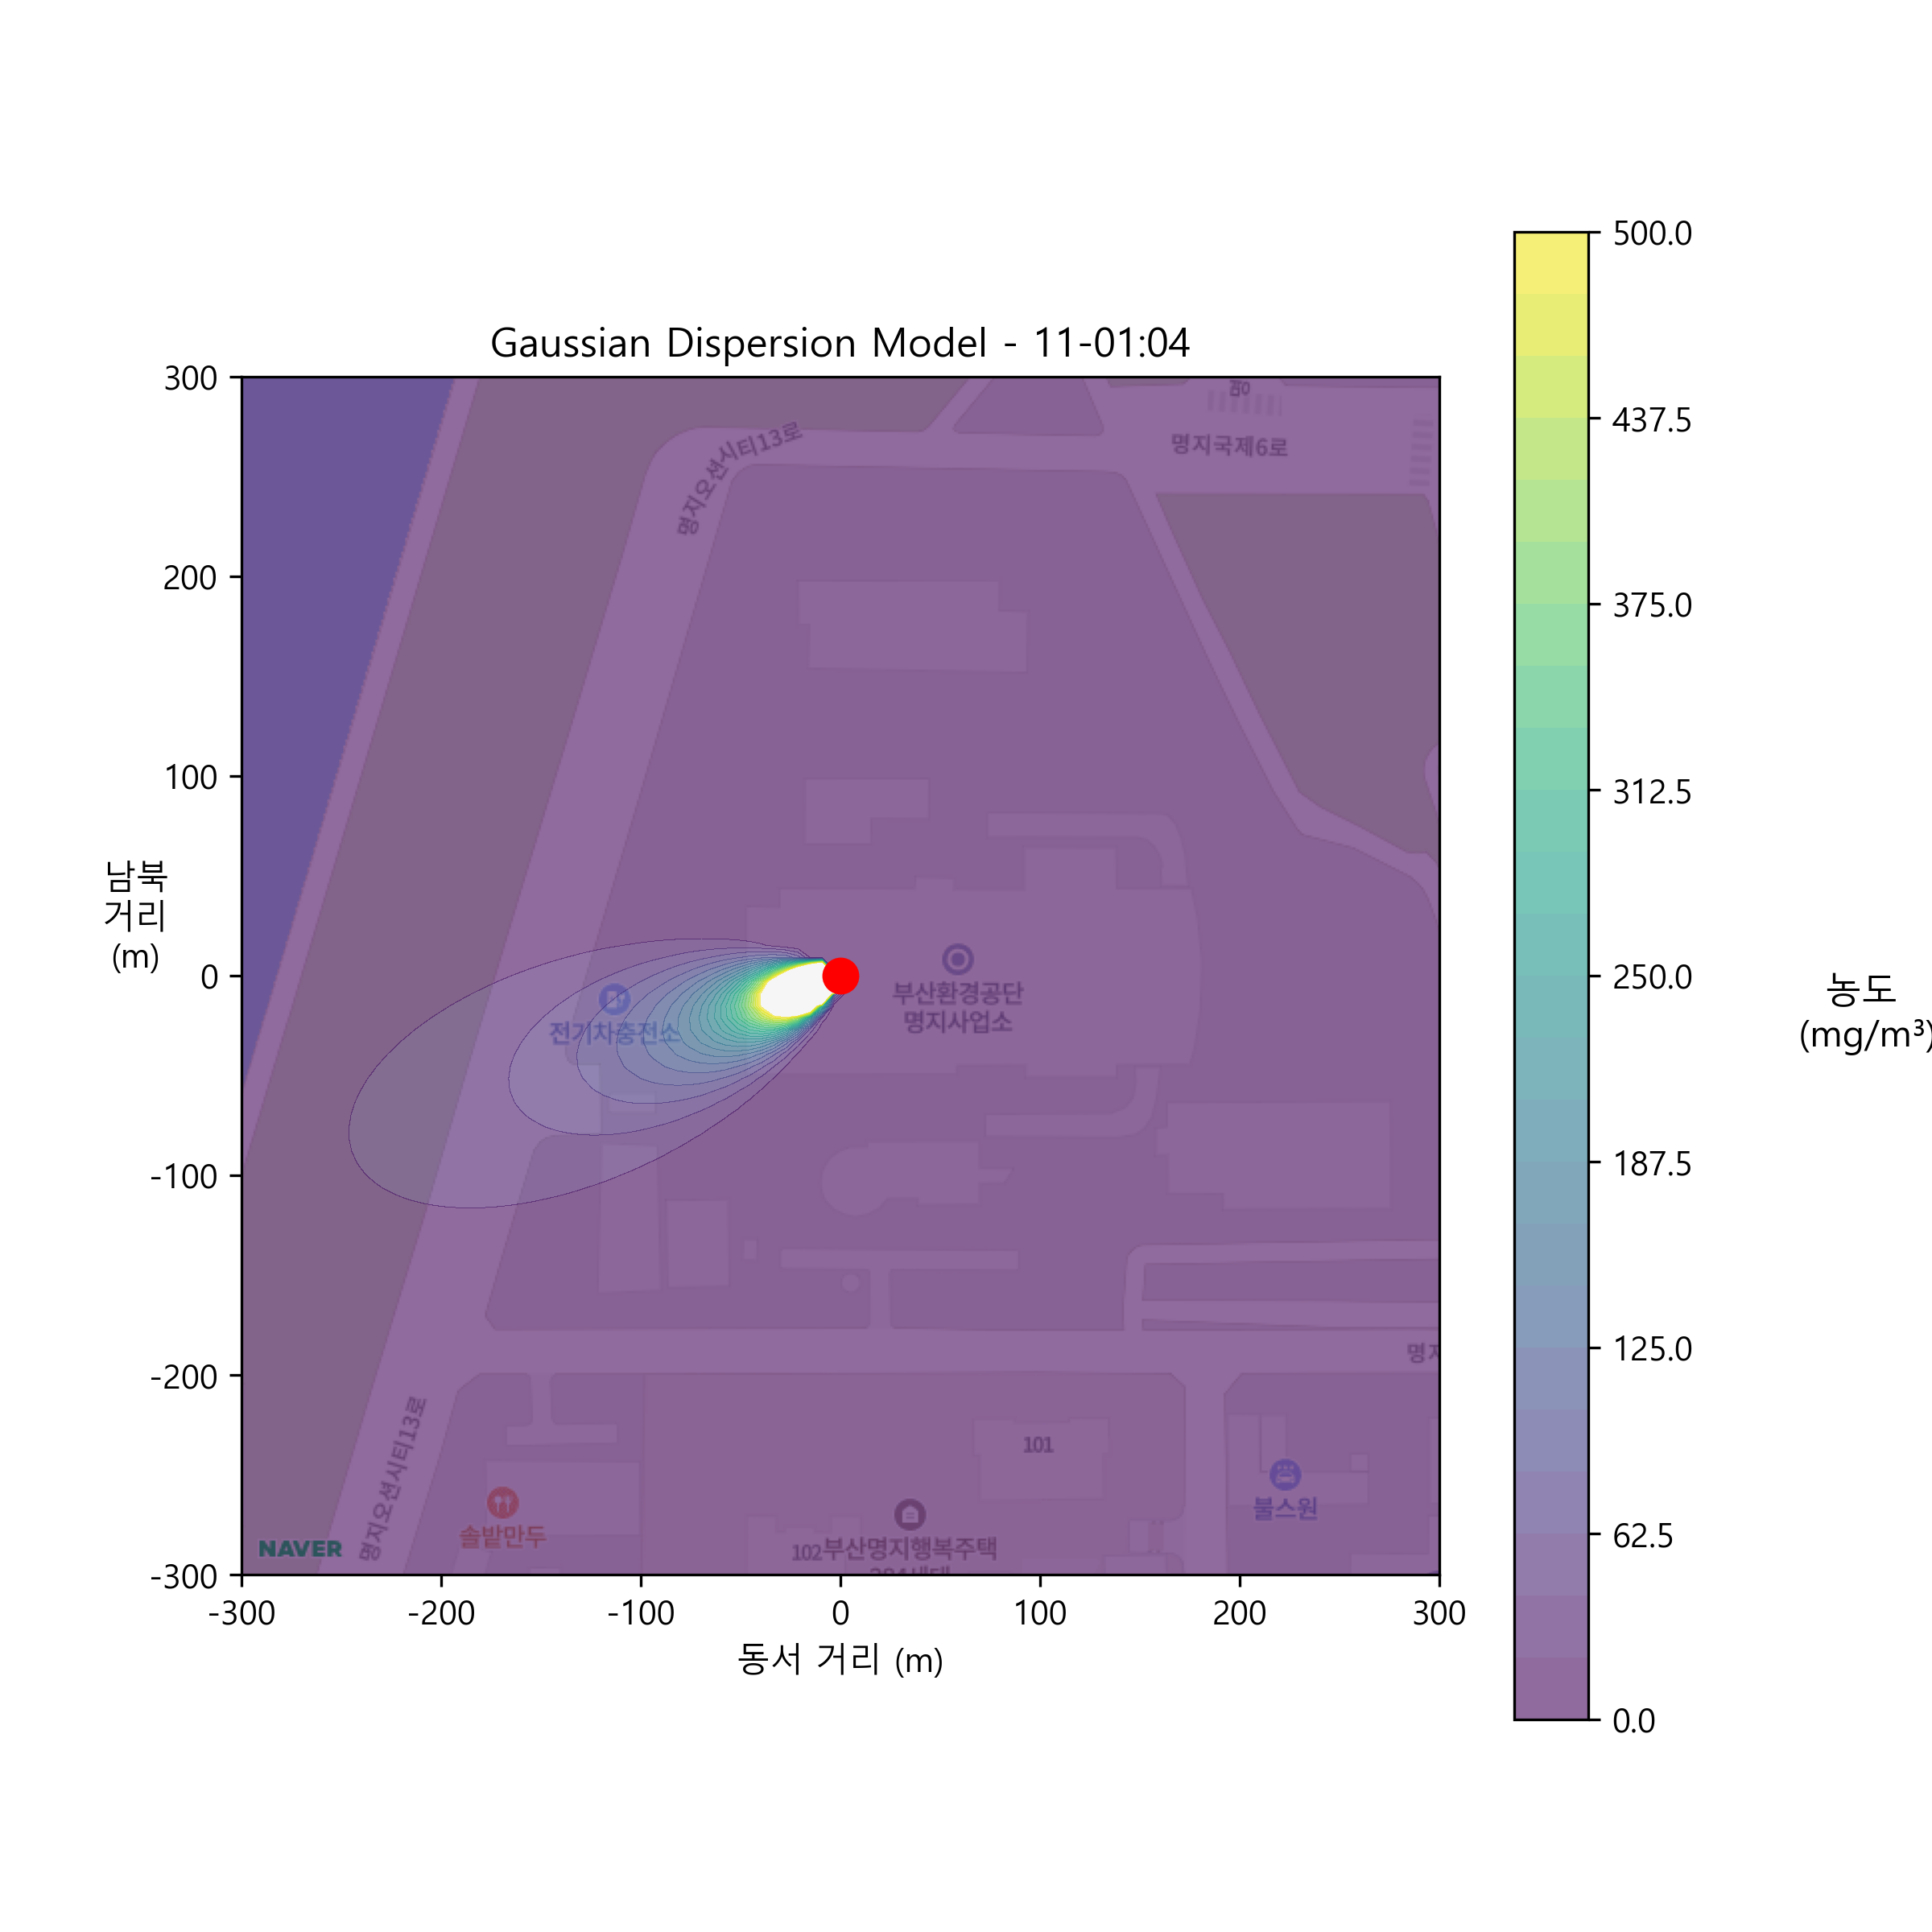 Gaussian Dispersion Model - 11-01:04
300
200
100
0
-100
-200
-300
남북
거리
(m)
-300
-200
-100
0
100
200
300
동서 거리 (m)
명지오션시티13로
명지국제6로
부산환경공단
명지사업소
전기차충전소
명지오션시티13로
솔밭만두
NAVER
101
102부산명지행복주택
불스원
500.0
437.5
375.0
312.5
250.0
187.5
125.0
62.5
0.0
농도
(mg/m³)